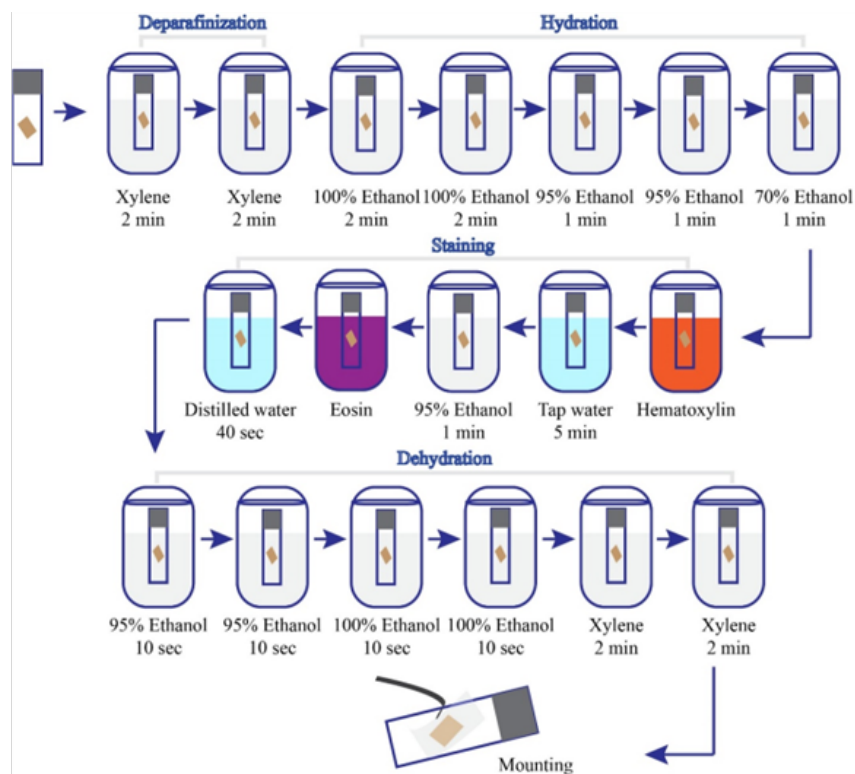 Deparafinization
Hydration
Xylene
2 min
Xylene
2 min
100% Ethanol
2 min
100% Ethanol
2 min
95% Ethanol
1 min
95% Ethanol
1 min
70% Ethanol
1 min
Staining
Distilled water
40 sec
Eosin
95% Ethanol
1 min
Tap water
5 min
Hematoxylin
Dehydration
95% Ethanol
10 sec
95% Ethanol
10 sec
100% Ethanol
10 sec
100% Ethanol
10 sec
Xylene
2 min
Xylene
2 min
Mounting